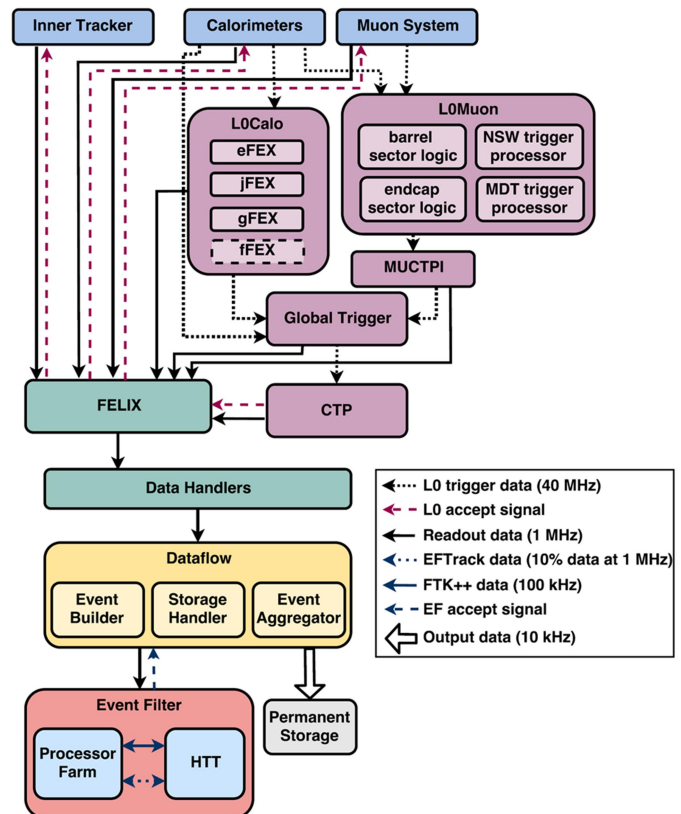 Inner Tracker
Calorimeters
Muon System
L0Calo
eFEX
jFEX
gFEX
fFEX
L0Muon
barrel
sector logic
NSW trigger
processor
endcap
sector logic
MDT trigger
processor
MUCTPI
Global Trigger
CTP
FELIX
Data Handlers
Dataflow
Event
Builder
Storage
Handler
Event
Aggregator
Event Filter
Processor
Farm
HTT
Permanent
Storage
L0 trigger data (40 MHz)
L0 accept signal
Readout data (1 MHz)
EFTrack data (10% data at 1 MHz)
FTK++ data (100 kHz)
EF accept signal
Output data (10 kHz)